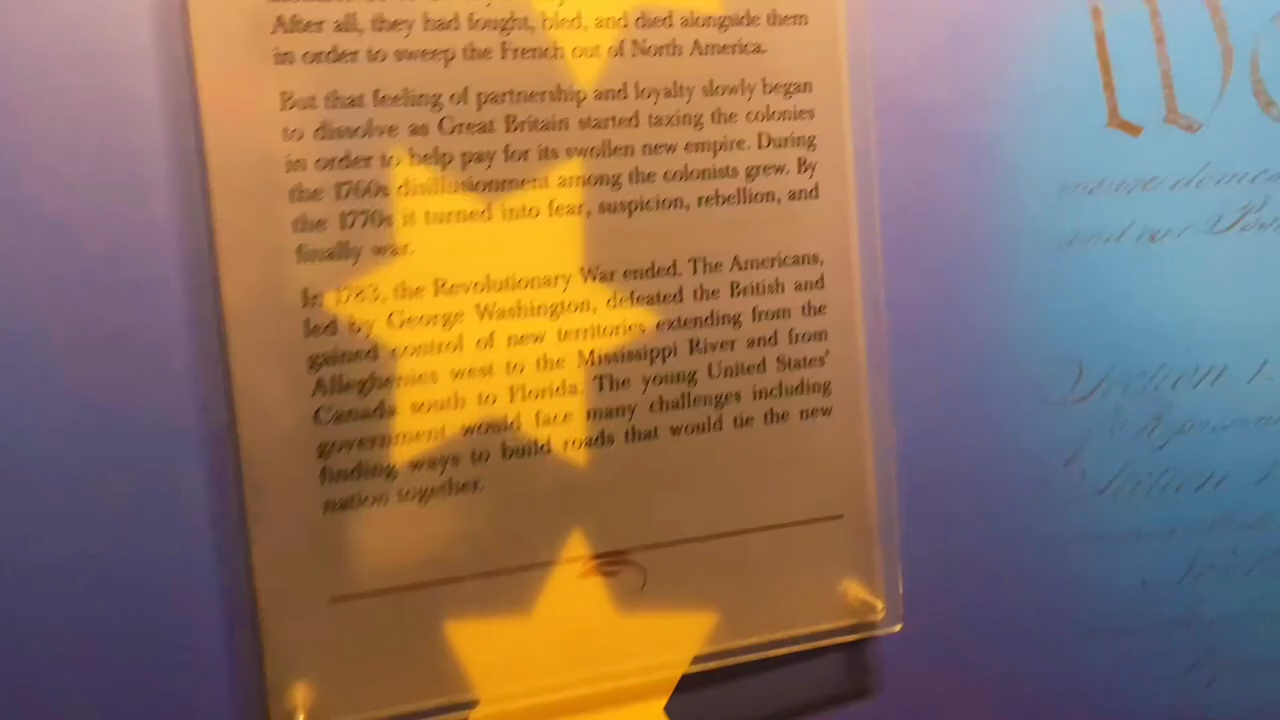 After all, they had fought, bled, and died alongside them
in order to sweep the French out of North America.
But that feeling of partnership and loyalty slowly began
to dissolve as Great Britain started taxing the colonies
in order to help pay for its swollen new empire. During
the 1760s disillusionment among the colonists grew. By
the 1770s it turned into fear, suspicion, rebellion, and
finally war.
In 1783, the Revolutionary War ended. The Americans,
led by George Washington, defeated the British and
gained control of new territories extending from the
Alleghenies west to the Mississippi River and from
Canada south to Florida. The young United States'
government would face many challenges including
finding ways to build roads that would tie the new
nation together.
Section 1.